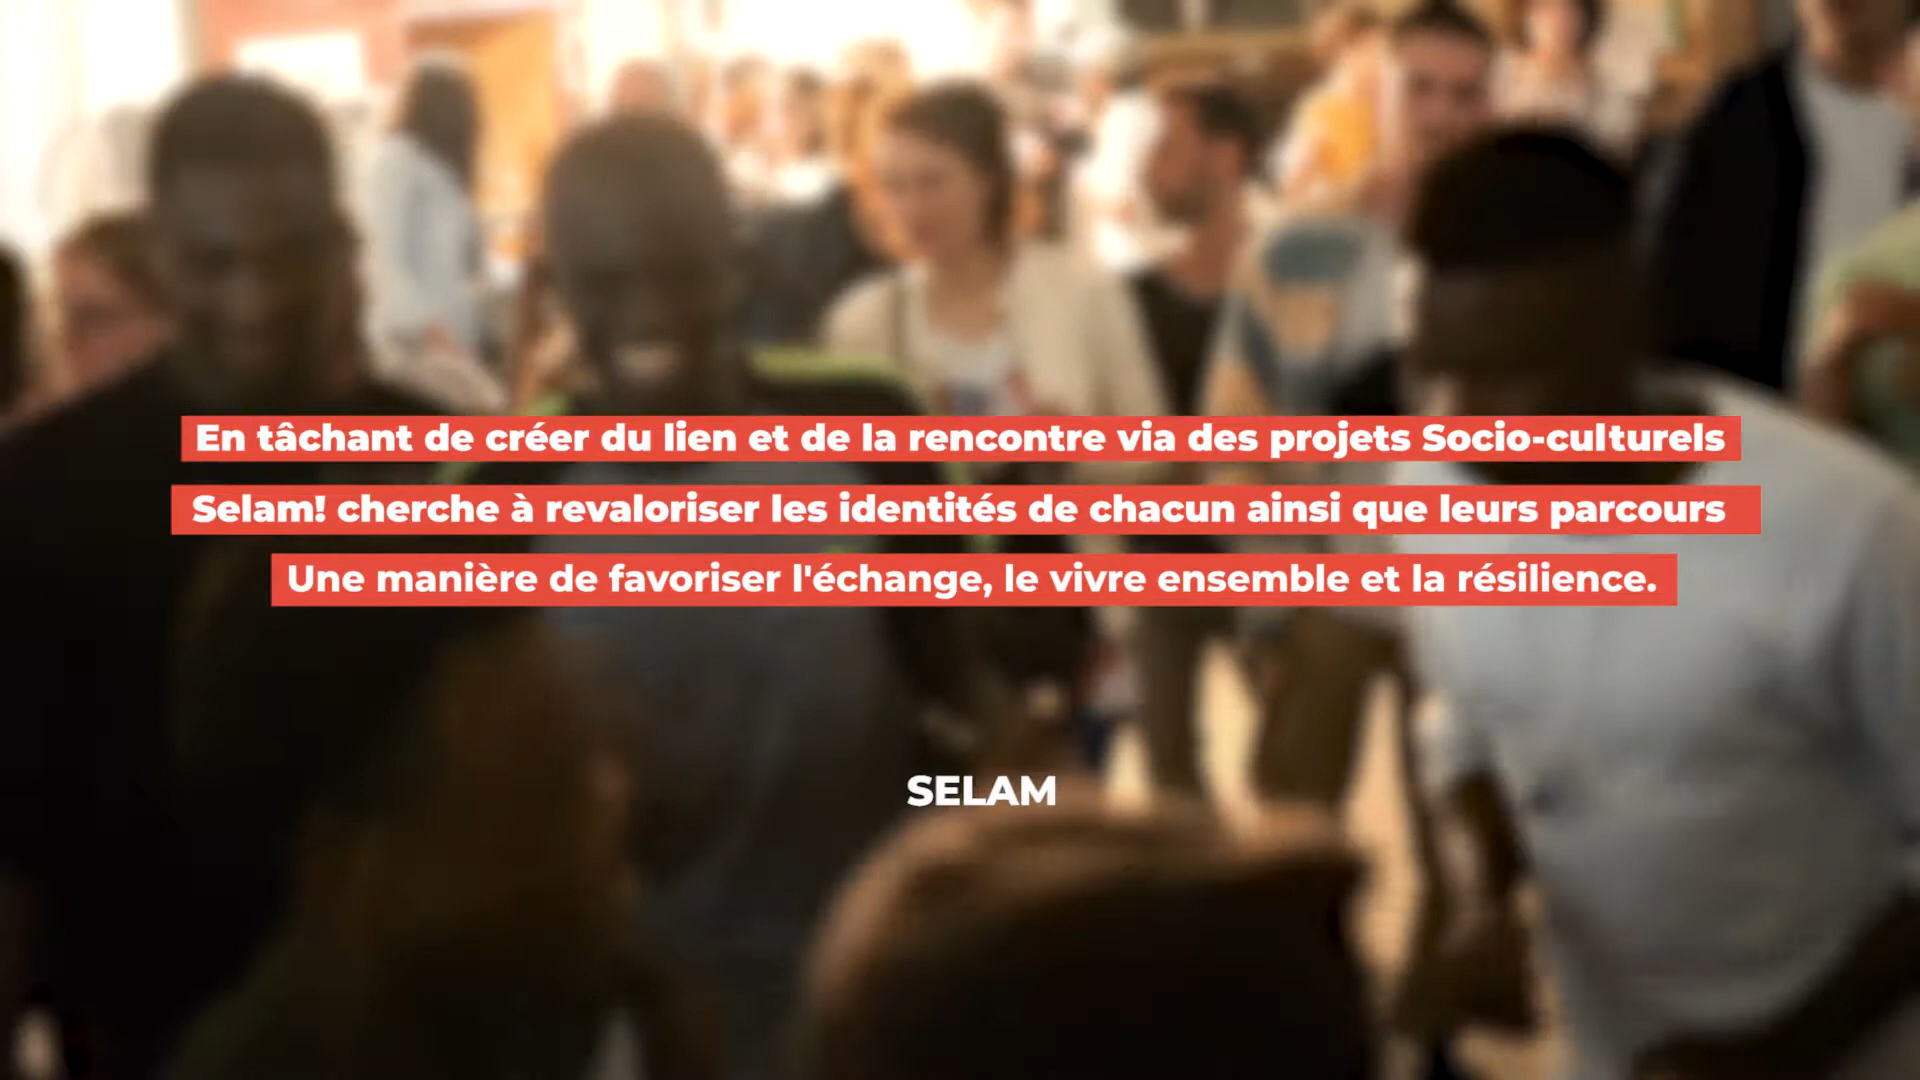 En tâchant de créer du lien et de la rencontre via des projets Socio-culturels
Selam! cherche à revaloriser les identités de chacun ainsi que leurs parcours
Une manière de favoriser l'échange, le vivre ensemble et la résilience.
SELAM